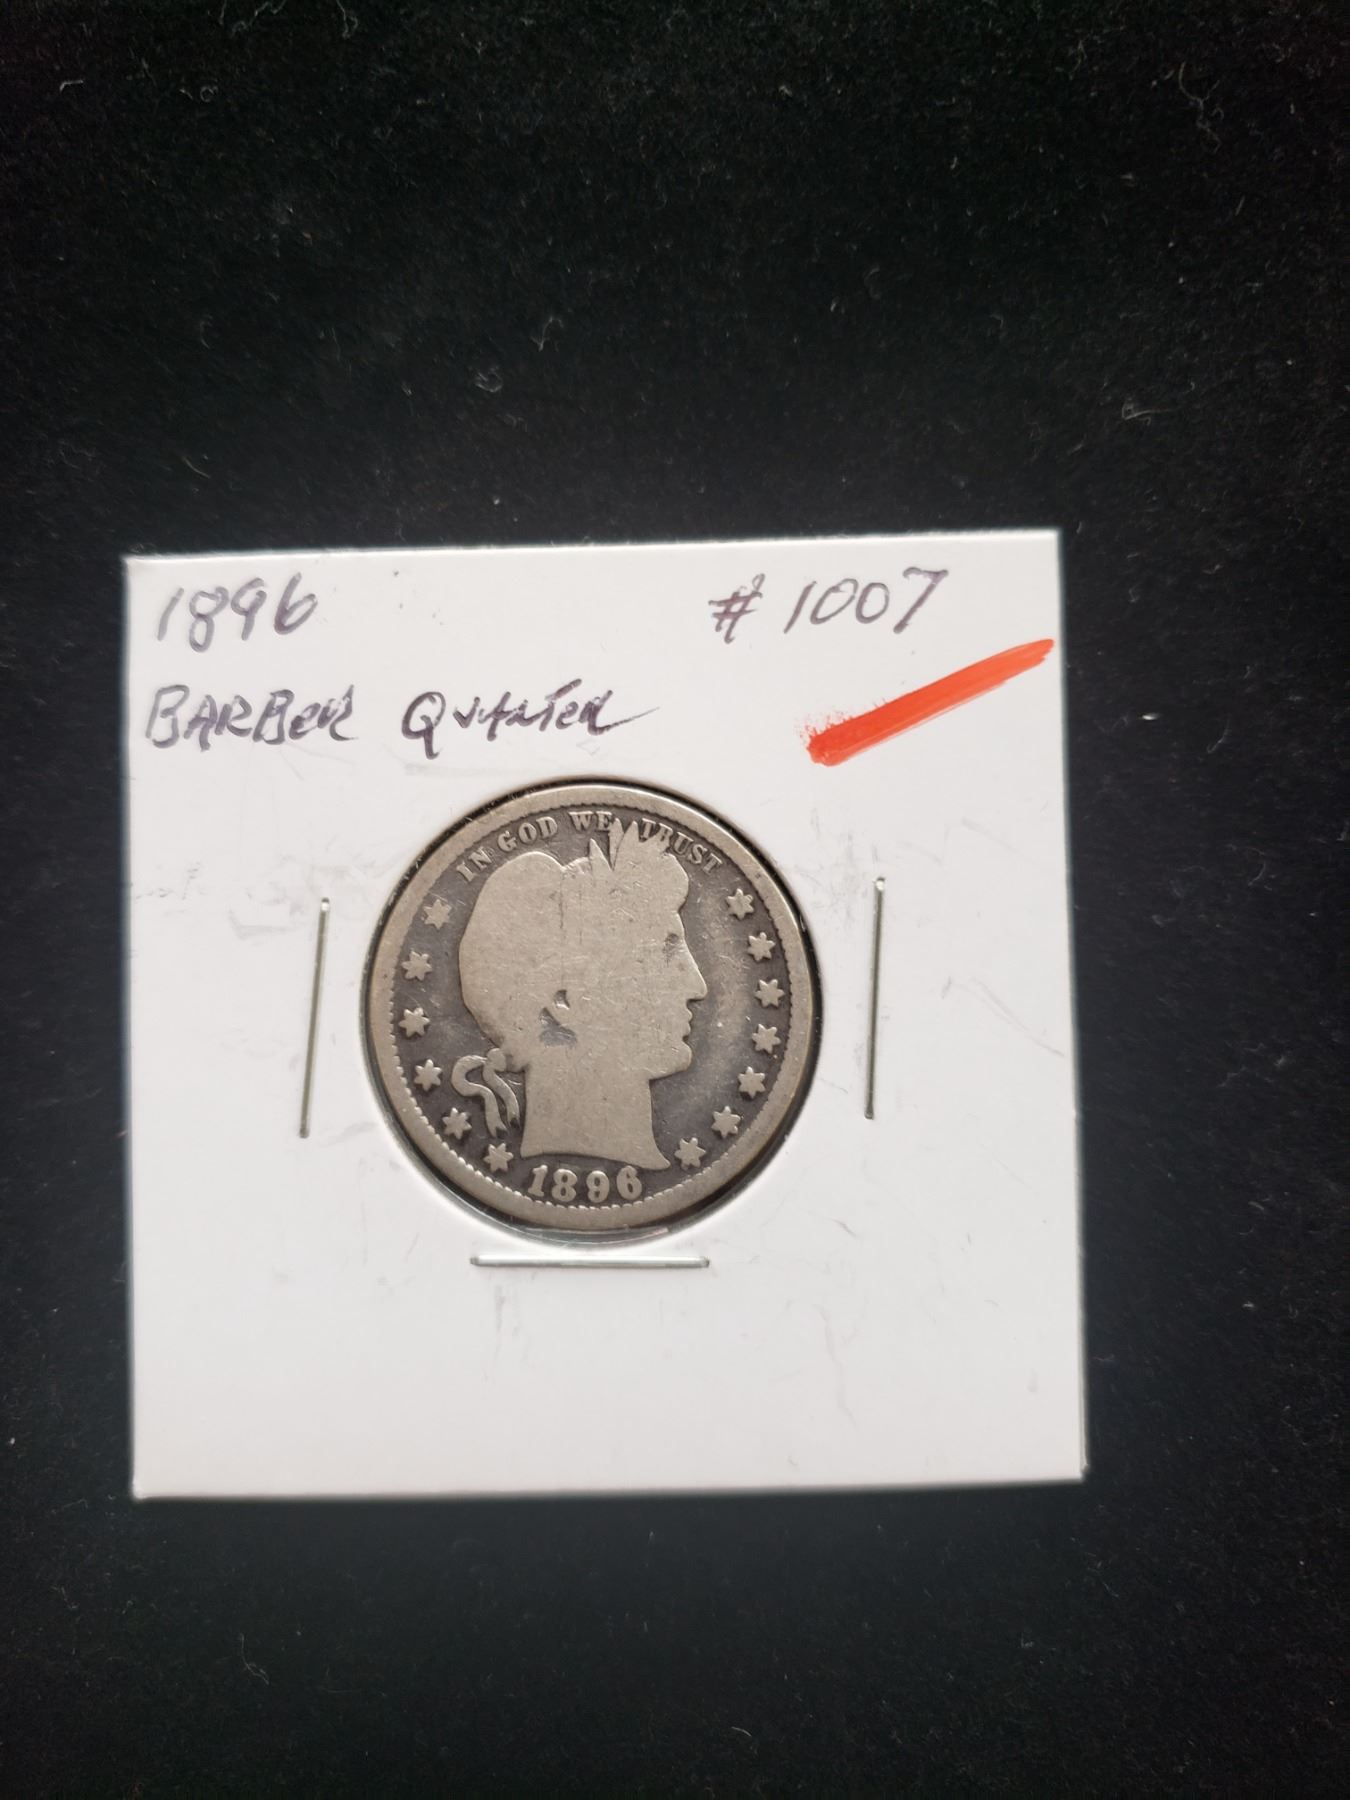 1896 #1007
BARBER QUARTER
IN GOD WE TRUST
1896